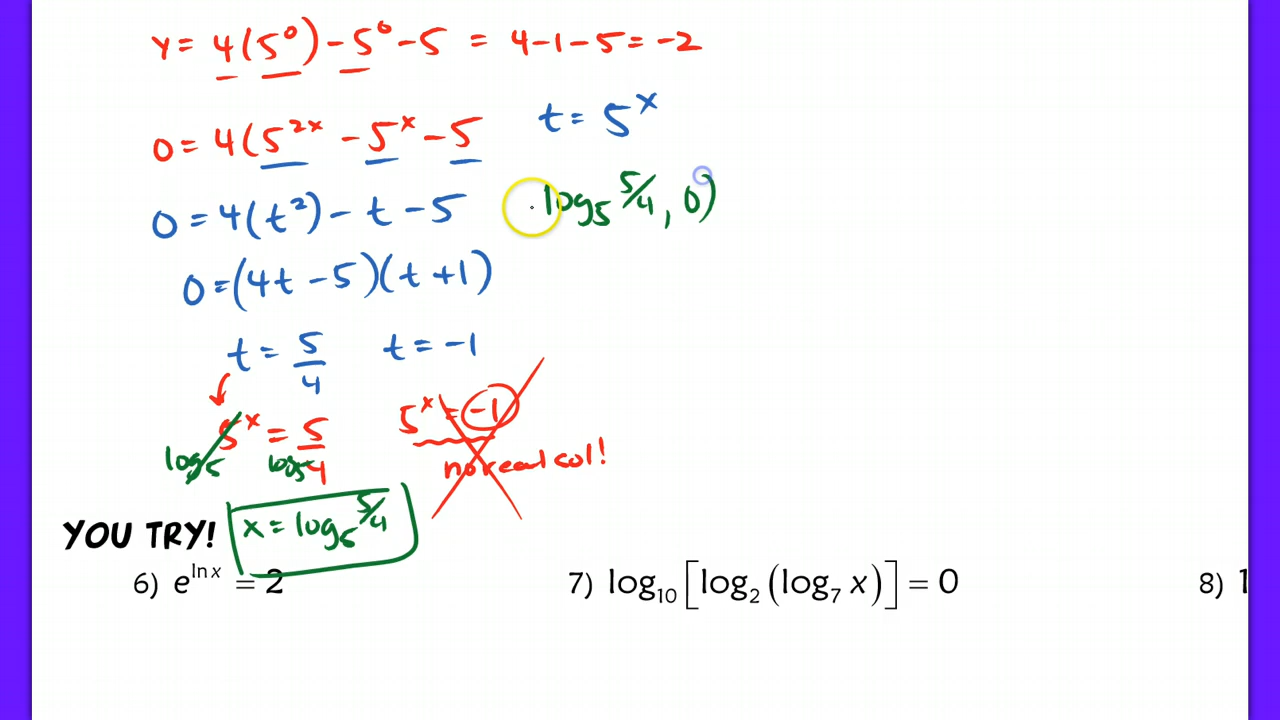 y = 4(5⁰) - 5⁰ - 5 = 4-1-5 = -2
t = 5ˣ
0 = 4(5²ˣ - 5ˣ - 5
0 = 4(t²) - t - 5
log₅ 5/4, 0)
0 = (4t - 5)(t + 1)
t = 5/4 t = -1
5ˣ = 5/4 5ˣ = -1
log₅ log₅ no real sol!
x = log₅ 5/4
YOU TRY!
6) e^{ln x} = 2 7) log₁₀ [log₂ (log₇ x)] = 0 8) 1